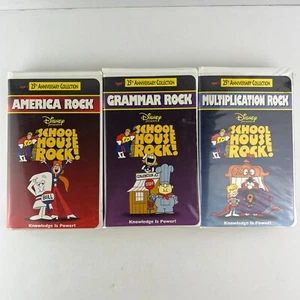 25th ANNIVERSARY COLLECTION
AMERICA ROCK
Disney
SCHOOL
HOUSE
ROCK!
BILL
Knowledge Is Power!
25th ANNIVERSARY COLLECTION
GRAMMAR ROCK
Disney
SCHOOL
HOUSE
ROCK!
Knowledge Is Power!
25th ANNIVERSARY COLLECTION
MULTIPLICATION ROCK
Disney
SCHOOL
HOUSE
ROCK!
Knowledge Is Power!